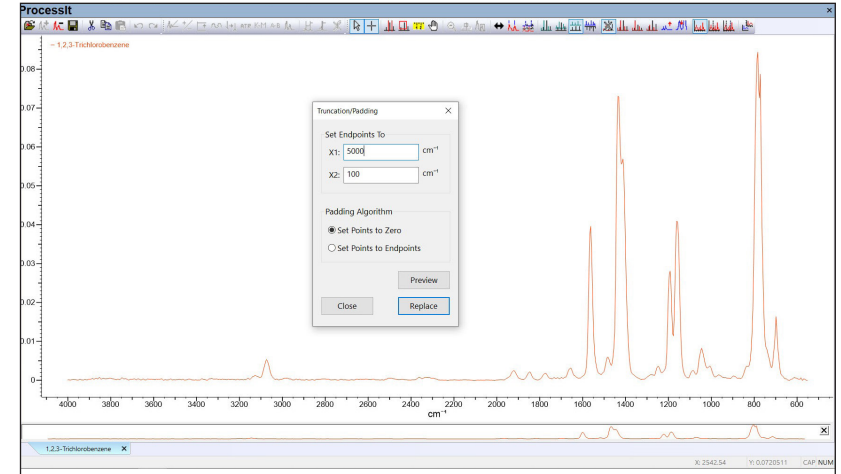 ProcessIt
ATR K-M A-B
1,2,3-Trichlorobenzene
0.08
0.07
0.06
0.05
0.04
0.03
0.02
0.01
0
4000 3800 3600 3400 3200 3000 2800 2600 2400 2200 2000 1800 1600 1400 1200 1000 800 600
cm⁻¹
Truncation/Padding
Set Endpoints To
X1: 5000 cm⁻¹
X2: 100 cm⁻¹
Padding Algorithm
Set Points to Zero
Set Points to Endpoints
Preview
Close Replace
1,2,3-Trichlorobenzene X
X: 2542.54 Y: 0.0720511 CAP NUM